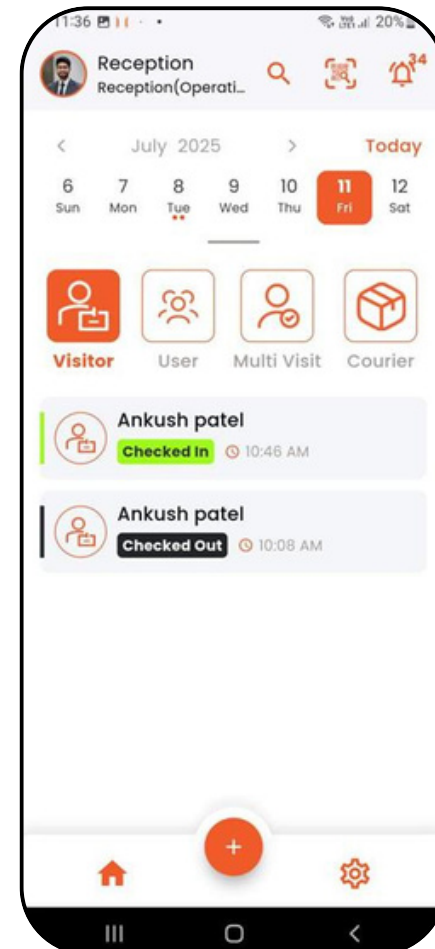 11:36
20%
Reception
Reception(Operati...
34
July 2025
Today
6 7 8 9 10 11 12
Sun Mon Tue Wed Thu Fri Sat
Visitor User Multi Visit Courier
Ankush patel
Checked In 10:46 AM
Ankush patel
Checked Out 10:08 AM